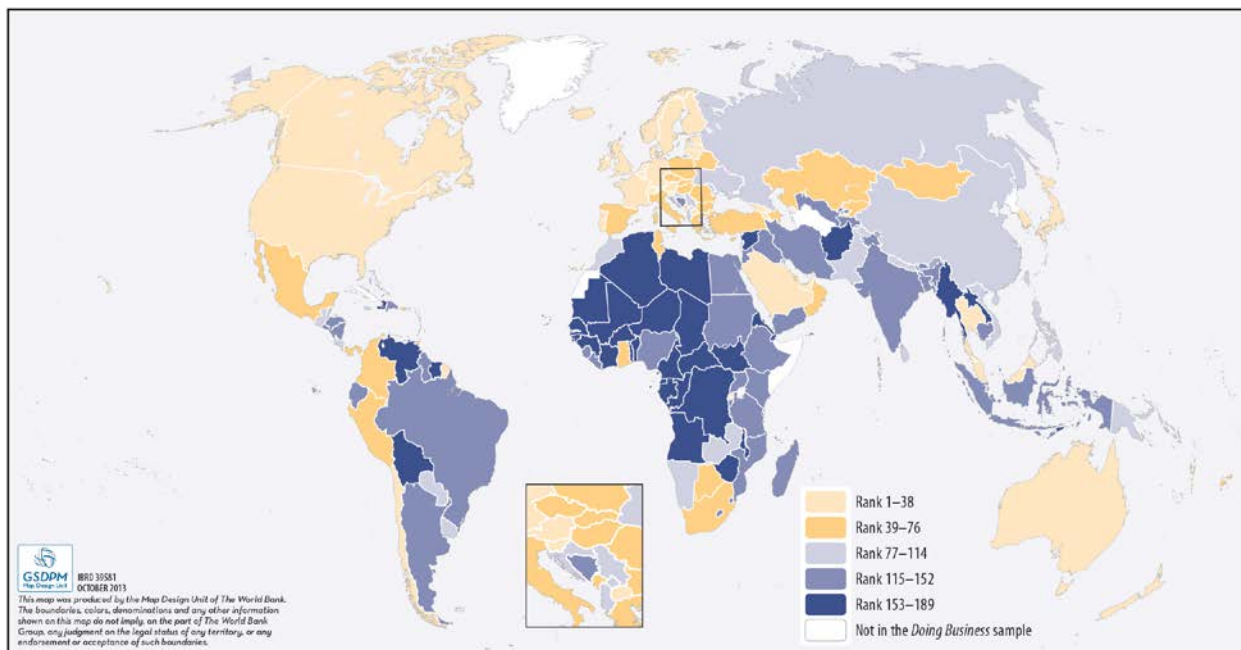 Rank 1–38
Rank 39–76
Rank 77–114
Rank 115–152
Rank 153–189
Not in the Doing Business sample
GSDPM
Map Design Unit
IBRD 39581
OCTOBER 2013
This map was produced by the Map Design Unit of The World Bank.
The boundaries, colors, denominations and any other information
shown on this map do not imply, on the part of The World Bank
Group, any judgment on the legal status of any territory, or any
endorsement or acceptance of such boundaries.